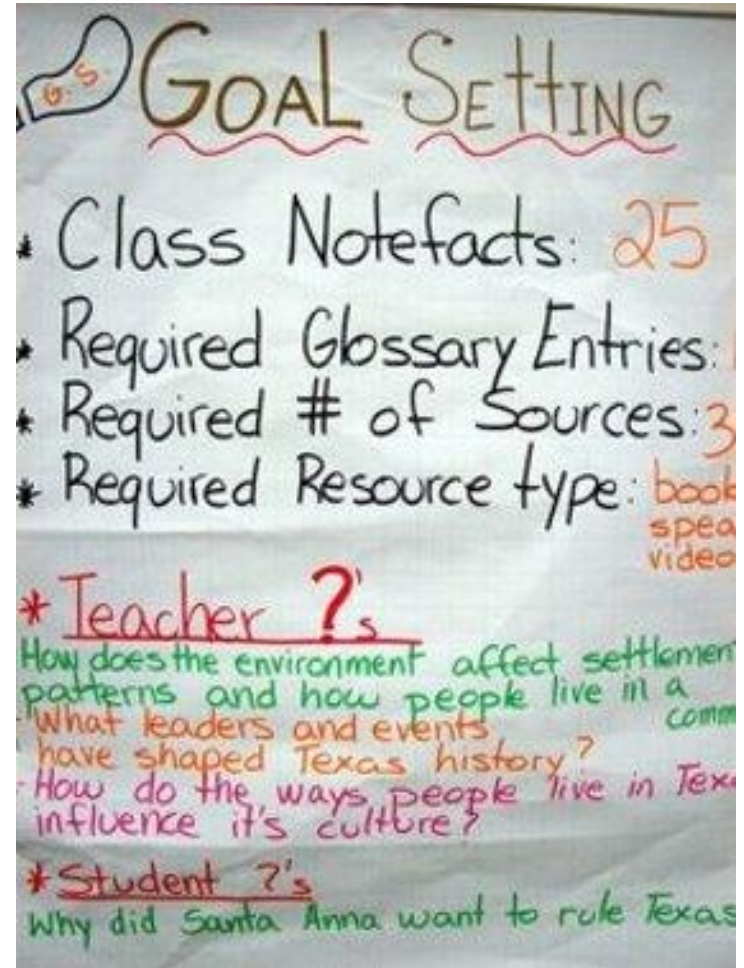 G.S.
GOAL SETTING
* Class Notefacts: 25
* Required Glossary Entries:
* Required # of Sources: 3
* Required Resource type: book
spea
video
* Teacher ?'s
How does the environment affect settlemen
patterns and how people live in a
comm
- What leaders and events
have shaped Texas history?
- How do the ways people live in Texa
influence it's culture?
* Student ?'s
Why did Santa Anna want to rule Texas